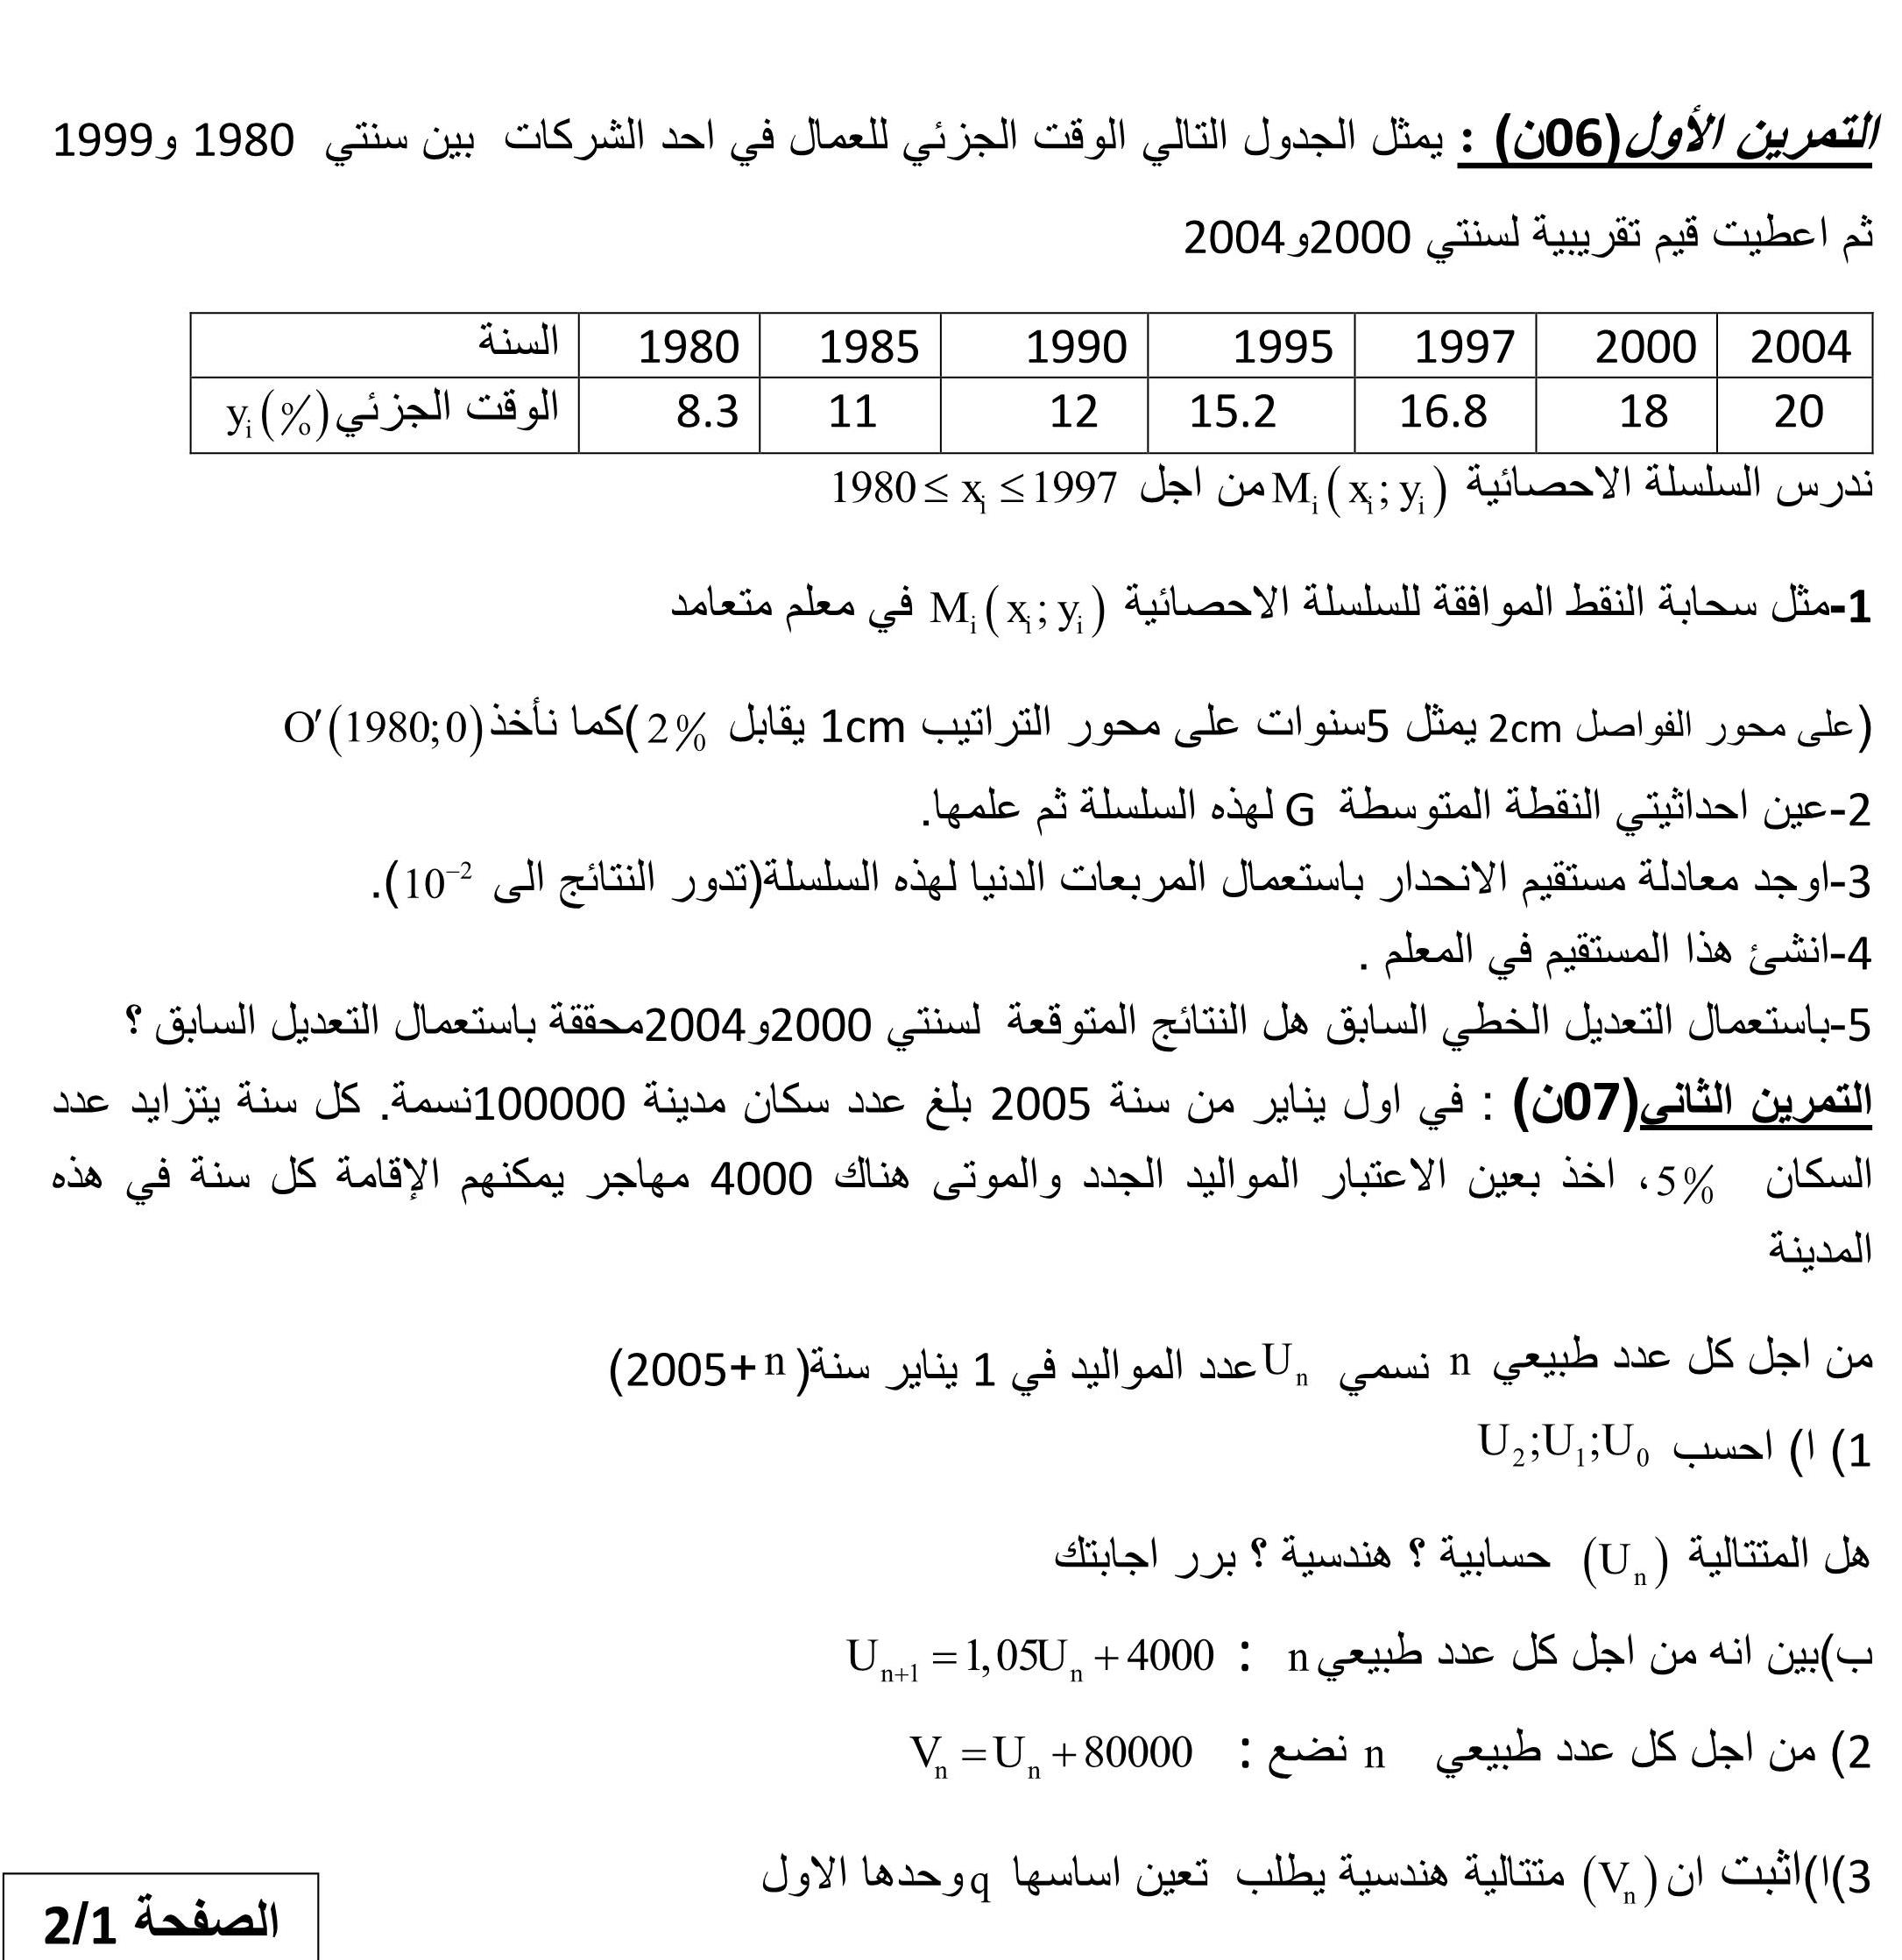 التمرين الأول(06ن) : يمثل الجدول التالي الوقت الجزئي للعمال في احد الشركات بين سنتي 1980 و1999
ثم اعطيت قيم تقريبية لسنتي 2000و2004
السنة 1980 1985 1990 1995 1997 2000 2004
الوقت الجزئي yᵢ(%) 8.3 11 12 15.2 16.8 18 20
ندرس السلسلة الاحصائية Mᵢ(xᵢ; yᵢ) من اجل 1980 ≤ xᵢ ≤ 1997
1-مثل سحابة النقط الموافقة للسلسلة الاحصائية Mᵢ(xᵢ; yᵢ) في معلم متعامد
(على محور الفواصل 2cm يمثل 5سنوات على محور التراتيب 1cm يقابل 2%)كما نأخذ O′(1980;0)
2-عين احداثيتي النقطة المتوسطة G لهذه السلسلة ثم علمها.
3-اوجد معادلة مستقيم الانحدار باستعمال المربعات الدنيا لهذه السلسلة(تدور النتائج الى 10⁻²).
4-انشئ هذا المستقيم في المعلم .
5-باستعمال التعديل الخطي السابق هل النتائج المتوقعة لسنتي 2000و2004محققة باستعمال التعديل السابق ؟
التمرين الثاني(07ن) : في اول يناير من سنة 2005 بلغ عدد سكان مدينة 100000نسمة. كل سنة يتزايد عدد
السكان 5%، اخذ بعين الاعتبار المواليد الجدد والموتى هناك 4000 مهاجر يمكنهم الإقامة كل سنة في هذه
المدينة
من اجل كل عدد طبيعي n نسمي Uₙ عدد المواليد في 1 يناير سنة(2005+n)
1) ا) احسب U₂;U₁;U₀
هل المتتالية (Uₙ) حسابية ؟ هندسية ؟ برر اجابتك
ب)بين انه من اجل كل عدد طبيعي n : Uₙ₊₁ = 1,05Uₙ + 4000
2) من اجل كل عدد طبيعي n نضع : Vₙ = Uₙ + 80000
3)ا)اثبت ان (Vₙ) متتالية هندسية يطلب تعين اساسها q وحدها الاول
الصفحة 2/1